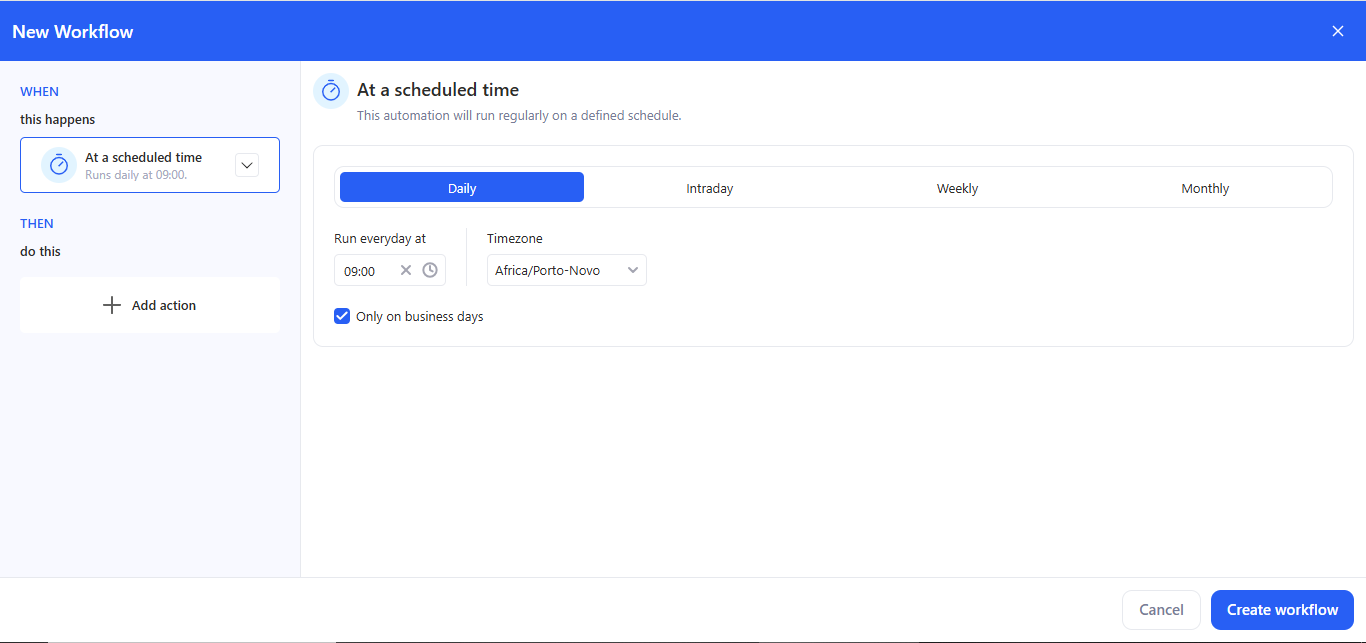 New Workflow
WHEN
this happens
At a scheduled time
Runs daily at 09:00.
THEN
do this
Add action
At a scheduled time
This automation will run regularly on a defined schedule.
Daily Intraday Weekly Monthly
Run everyday at Timezone
09:00 Africa/Porto-Novo
Only on business days
Cancel Create workflow